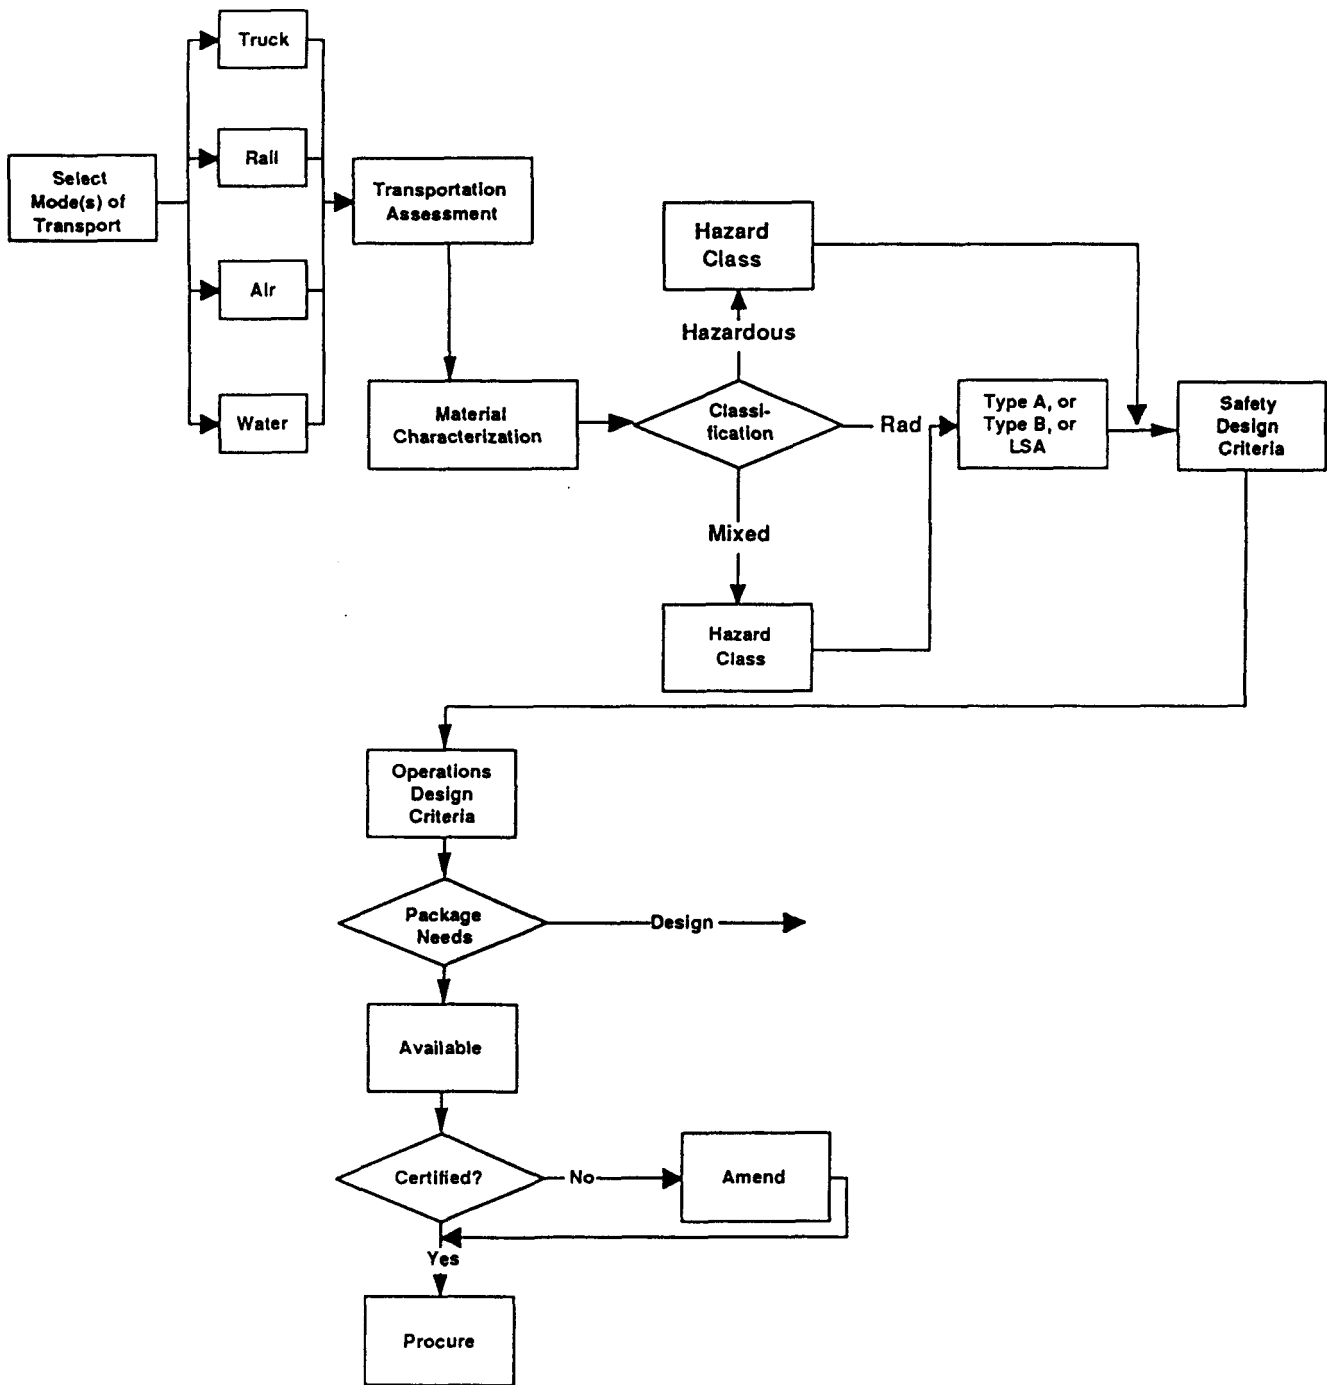 Truck
Rail
Select
Mode(s) of
Transport
Transportation
Assessment
Air
Water
Hazard
Class
Hazardous
Material
Characterization
Classi-
fication
Rad
Type A, or
Type B, or
LSA
Safety
Design
Criteria
Mixed
Hazard
Class
Operations
Design
Criteria
Package
Needs
Design
Available
Certified?
No
Amend
Yes
Procure